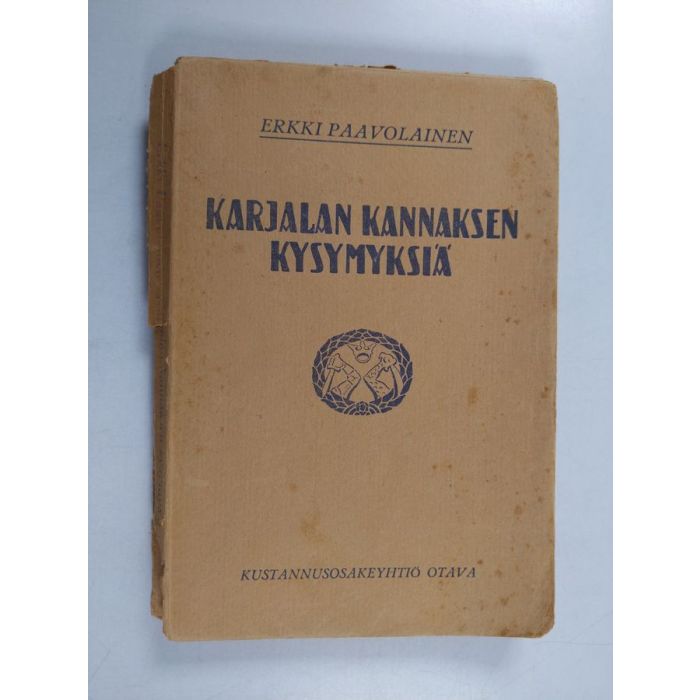 ERKKI PAAVOLAINEN
KARJALAN KANNAKSEN
KYSYMYKSIÄ
KUSTANNUSOSAKEYHTIÖ OTAVA